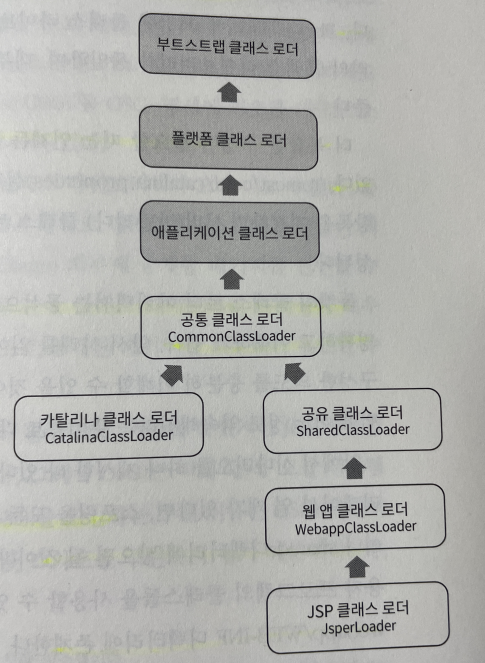 부트스트랩 클래스 로더
플랫폼 클래스 로더
애플리케이션 클래스 로더
공통 클래스 로더
CommonClassLoader
카탈리나 클래스 로더
CatalinaClassLoader
공유 클래스 로더
SharedClassLoader
웹 앱 클래스 로더
WebappClassLoader
JSP 클래스 로더
JsperLoader